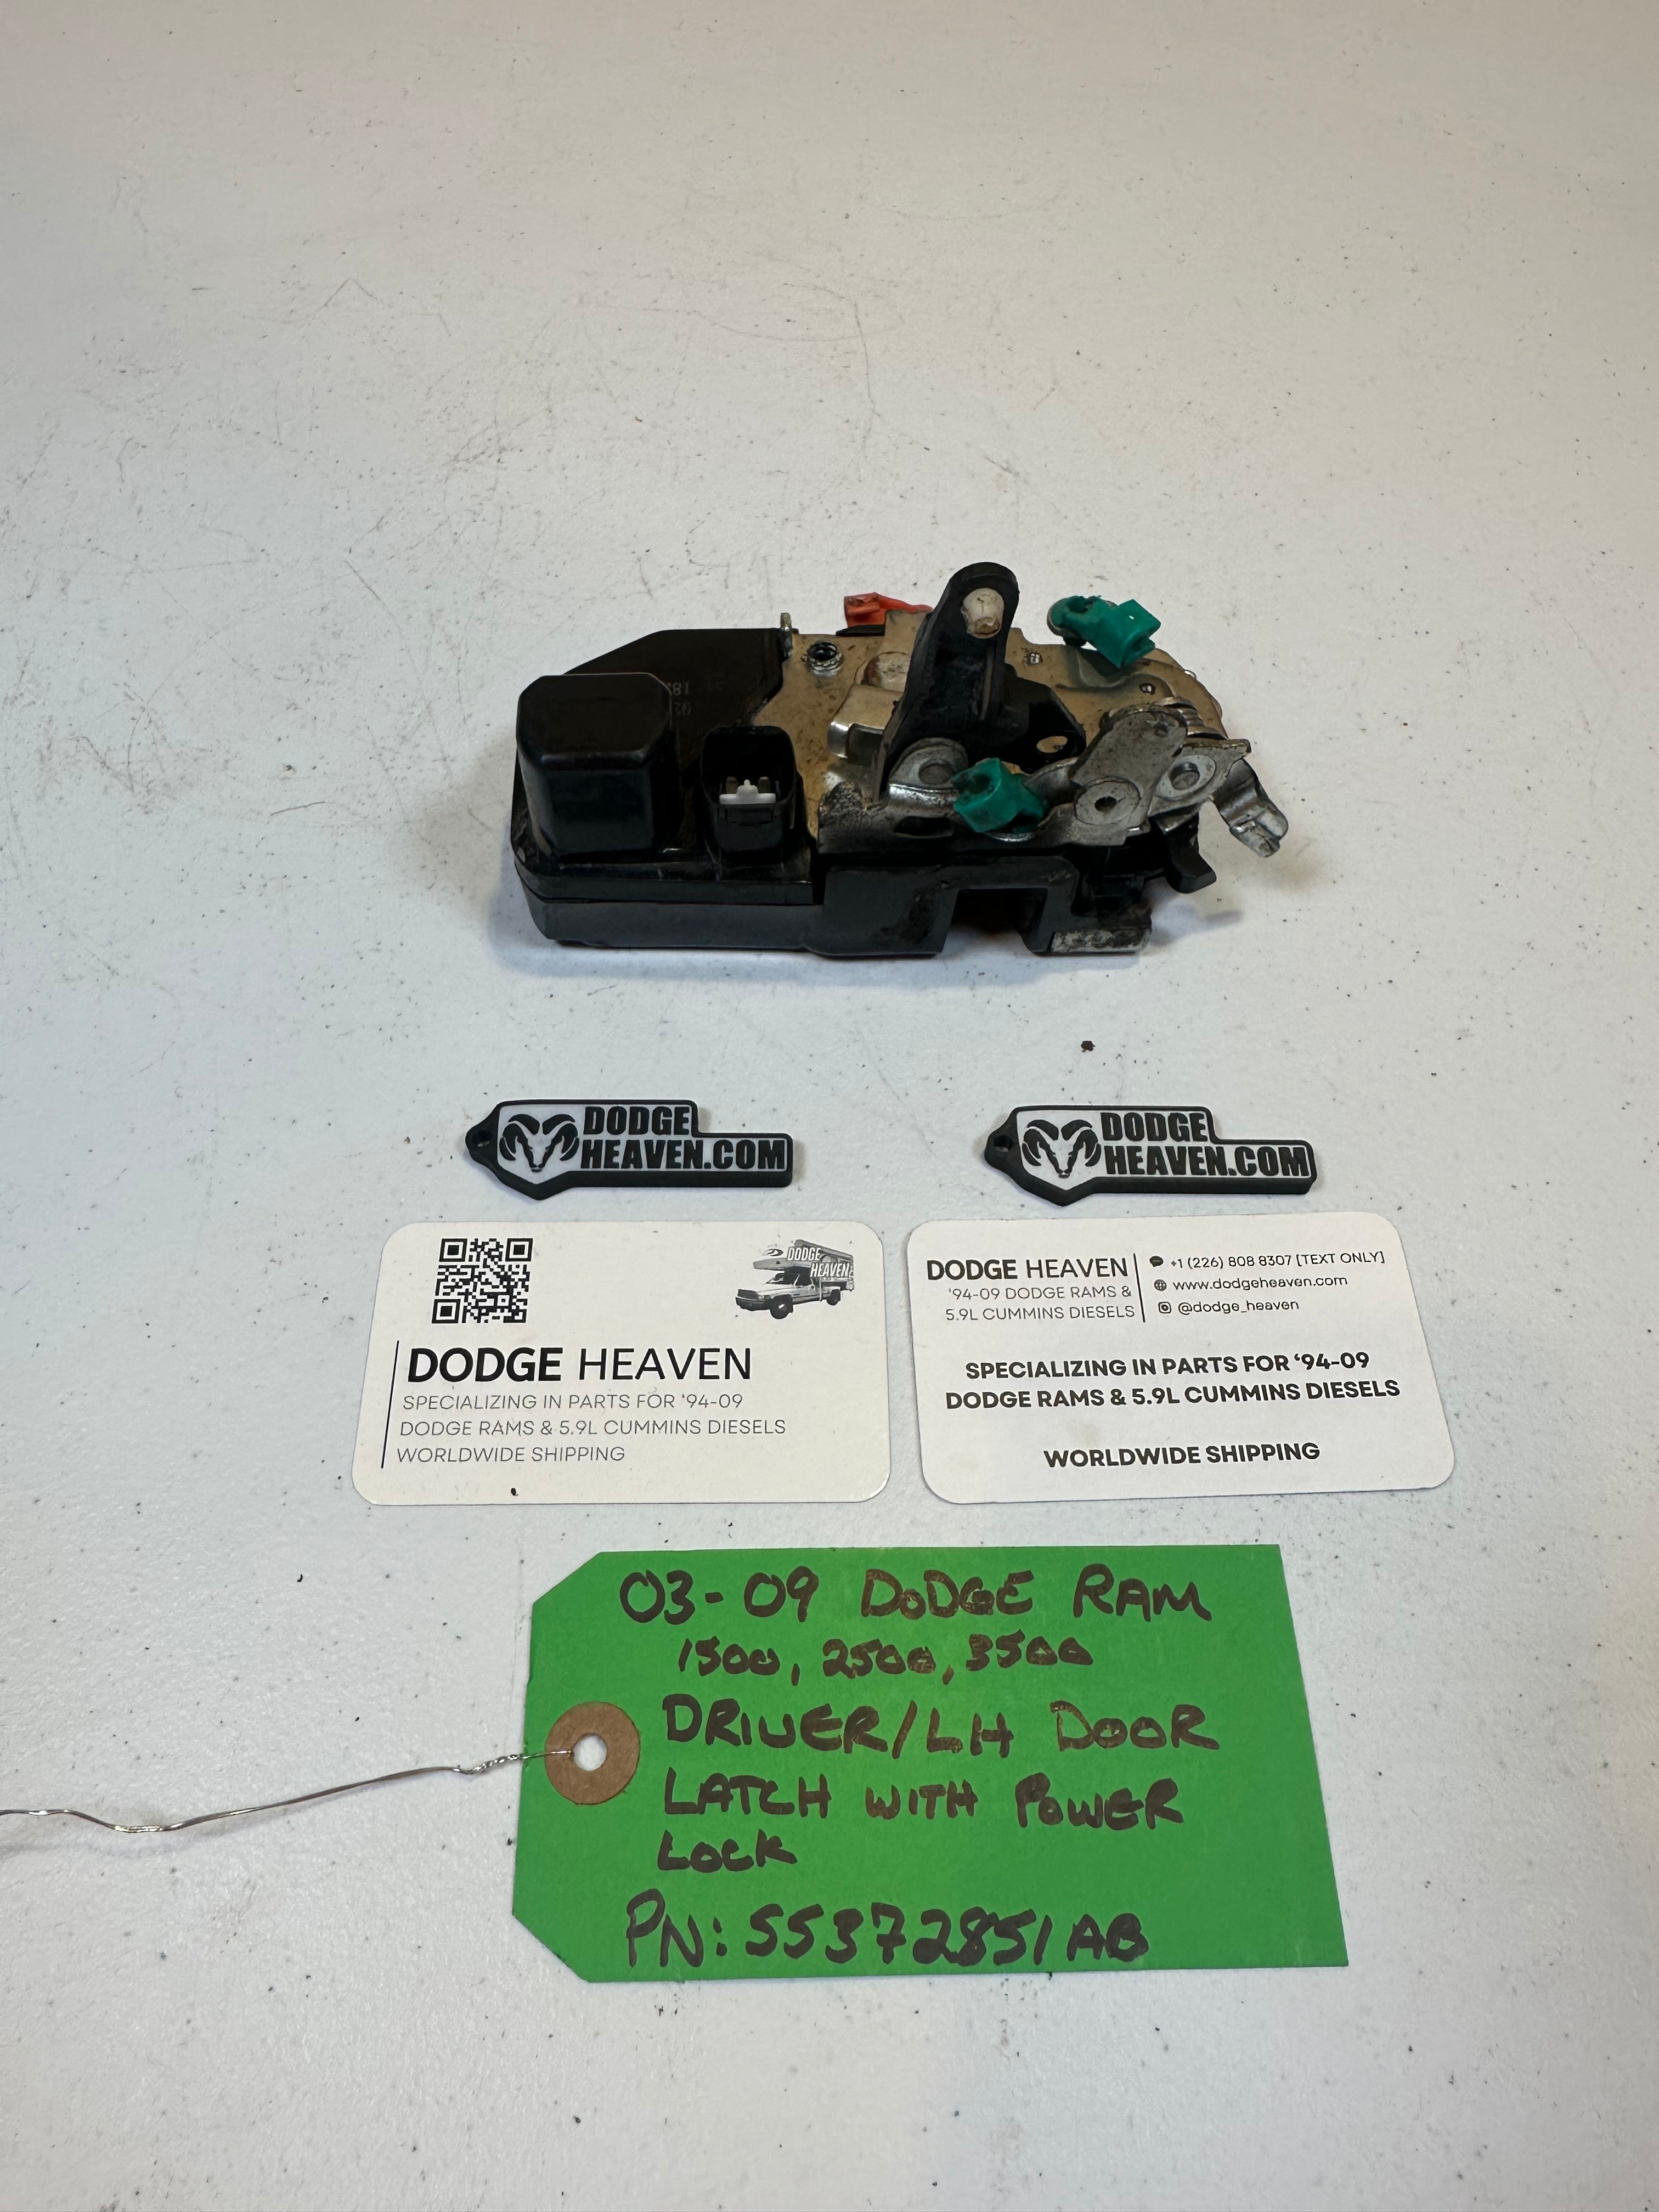 DODGE
HEAVEN.COM
DODGE
HEAVEN.COM
DODGE
HEAVEN
DODGE HEAVEN
SPECIALIZING IN PARTS FOR '94-09
DODGE RAMS & 5.9L CUMMINS DIESELS
WORLDWIDE SHIPPING
DODGE HEAVEN
'94-09 DODGE RAMS &
5.9L CUMMINS DIESELS
+1 (226) 808 8307 [TEXT ONLY]
www.dodgeheaven.com
@dodge_heaven
SPECIALIZING IN PARTS FOR '94-09
DODGE RAMS & 5.9L CUMMINS DIESELS
WORLDWIDE SHIPPING
03-09 DODGE RAM
1500, 2500, 3500
DRIVER/LH DOOR
LATCH WITH POWER
LOCK
PN: 55372851AB